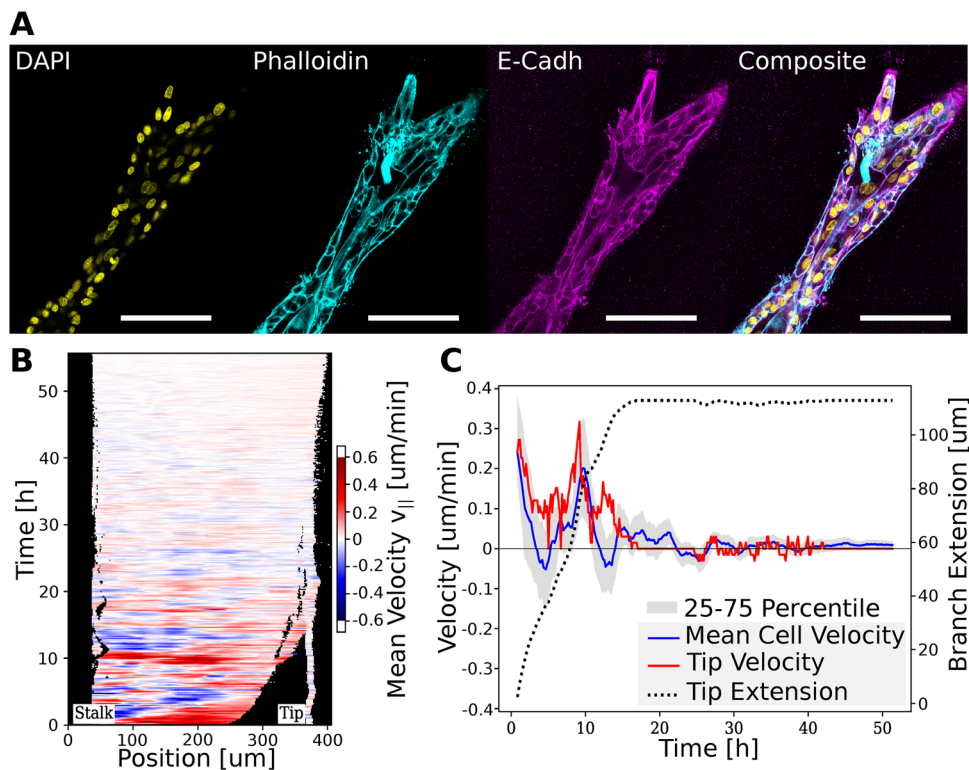 A
DAPI
Phalloidin
E-Cadh
Composite
B
Time [h]
50
40
30
20
10
0
0
100
200
300
400
Position [um]
Stalk
Tip
0.6
0.4
0.2
0
-0.2
-0.4
-0.6
Mean Velocity v|| [um/min]
C
Velocity [um/min]
0.4
0.3
0.2
0.1
0
-0.1
-0.2
-0.3
-0.4
0
10
20
30
40
50
Time [h]
100
80
60
40
20
0
Branch Extension [um]
25-75 Percentile
Mean Cell Velocity
Tip Velocity
Tip Extension